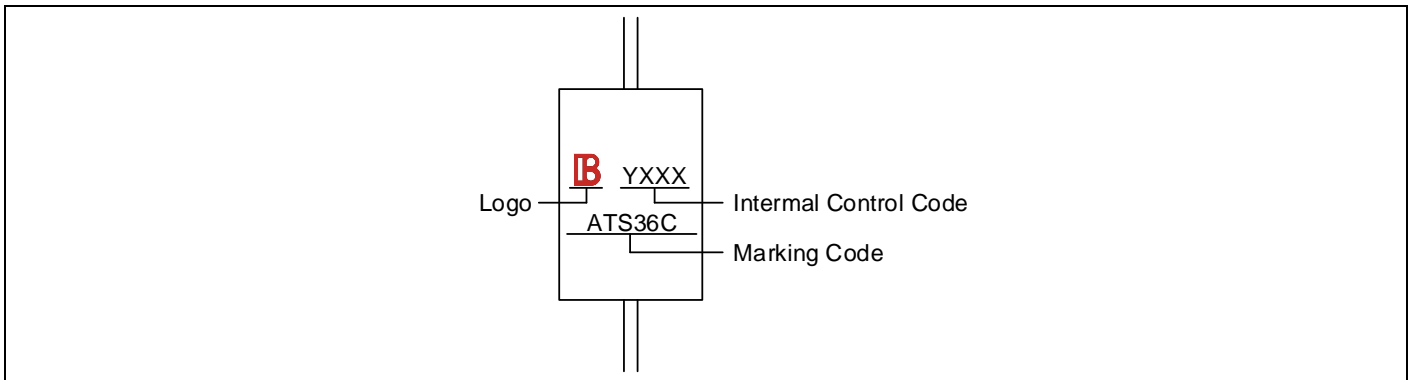 B YXXX
Logo Intermal Control Code
ATS36C
Marking Code